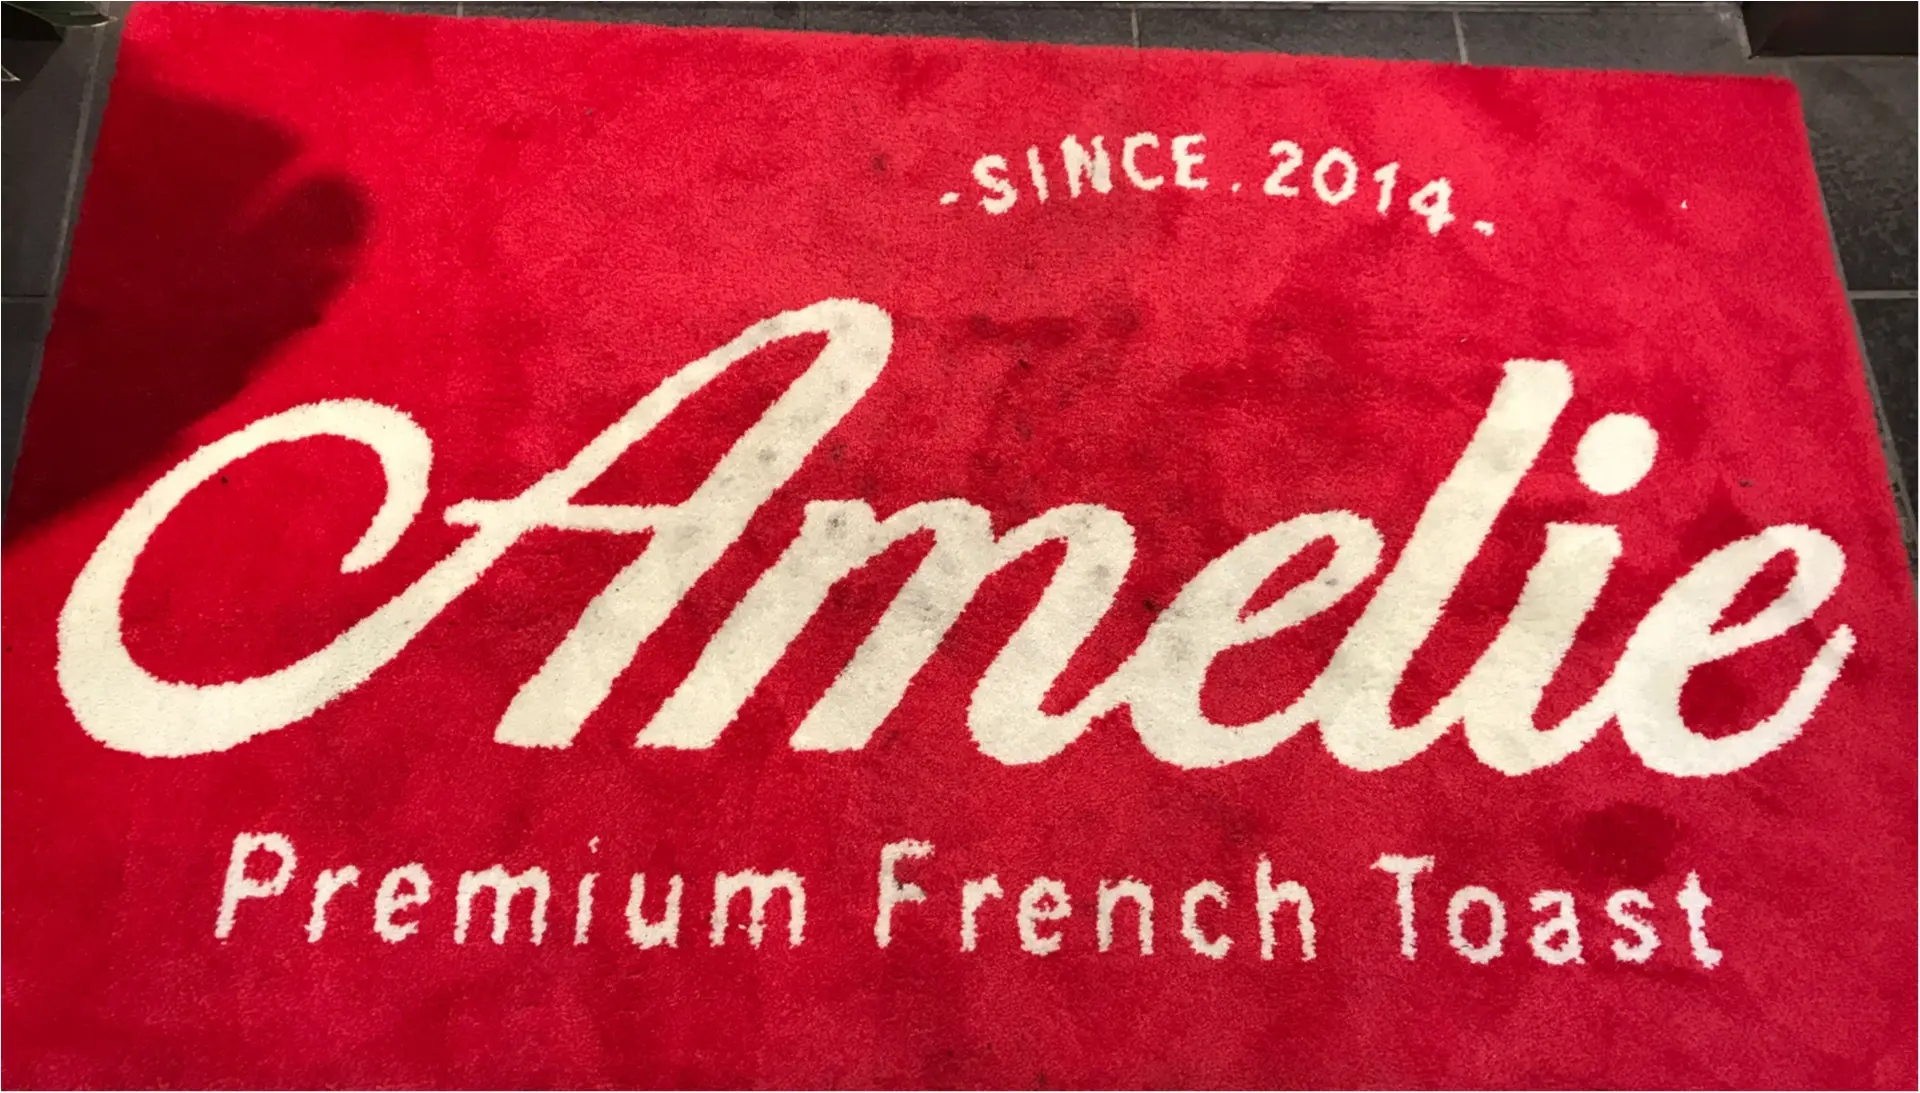 -SINCE.2014-
Amelie
Premium French Toast